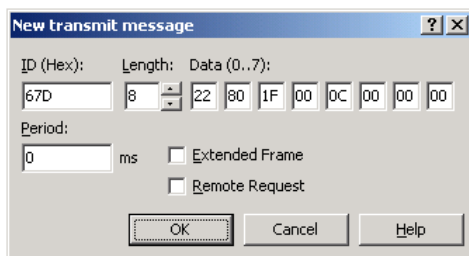 New transmit message
ID (Hex): Length: Data (0..7):
67D 8 22 80 1F 00 0C 00 00 00
Period:
0 ms Extended Frame
Remote Request
OK Cancel Help